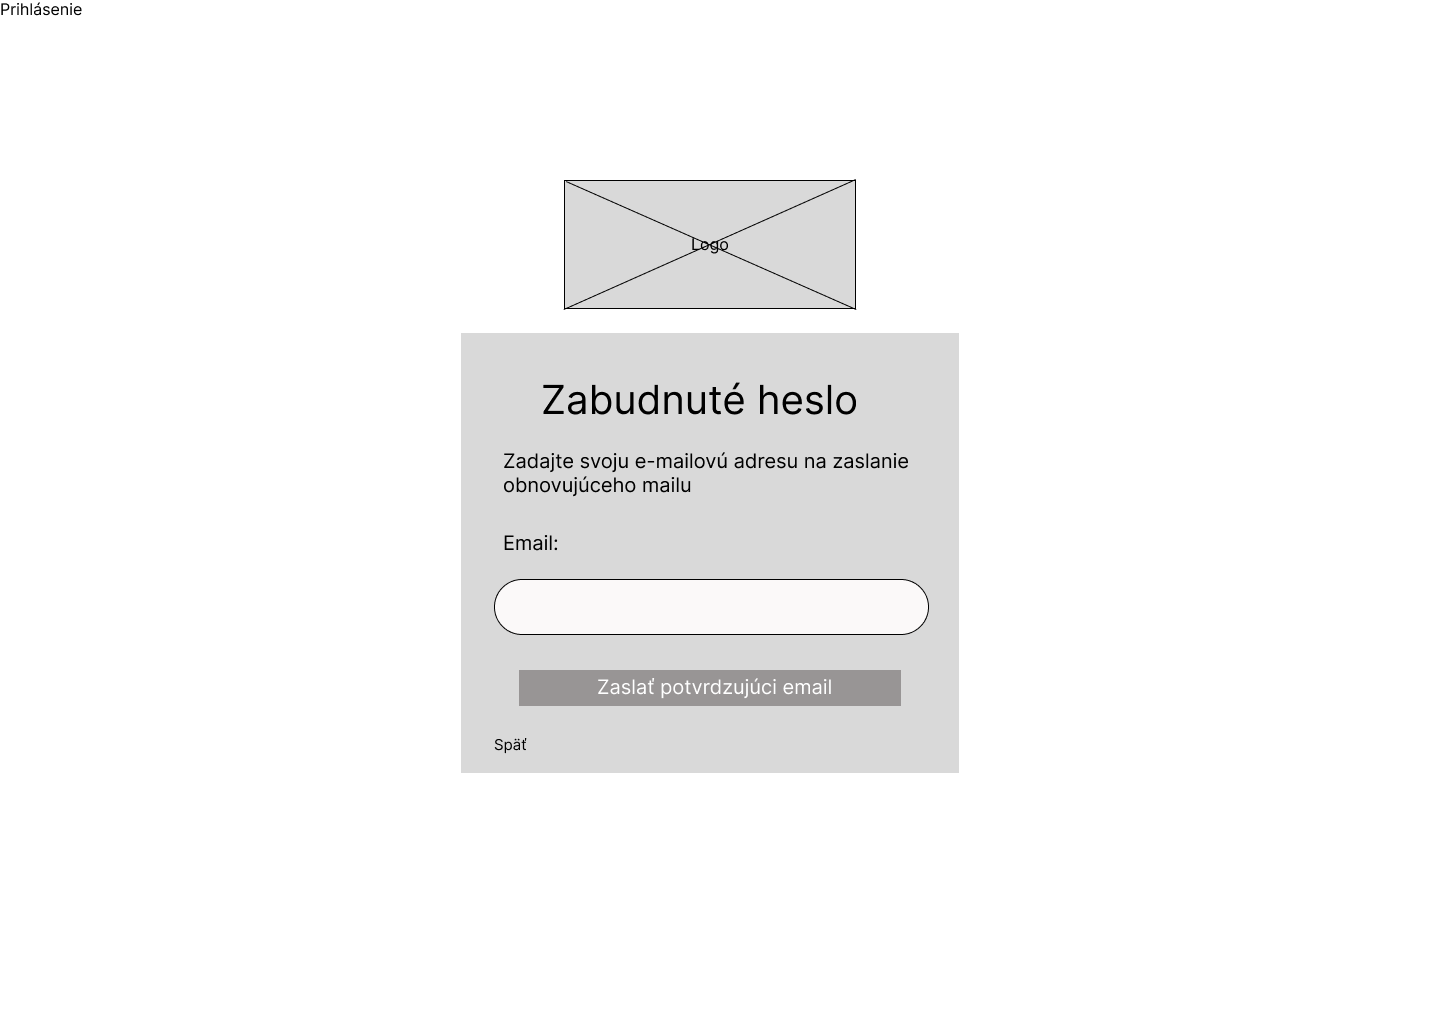 Prihlásenie
Logo
Zabudnuté heslo
Zadajte svoju e-mailovú adresu na zaslanie
obnovujúceho mailu
Email:
Zaslať potvrdzujúci email
Späť